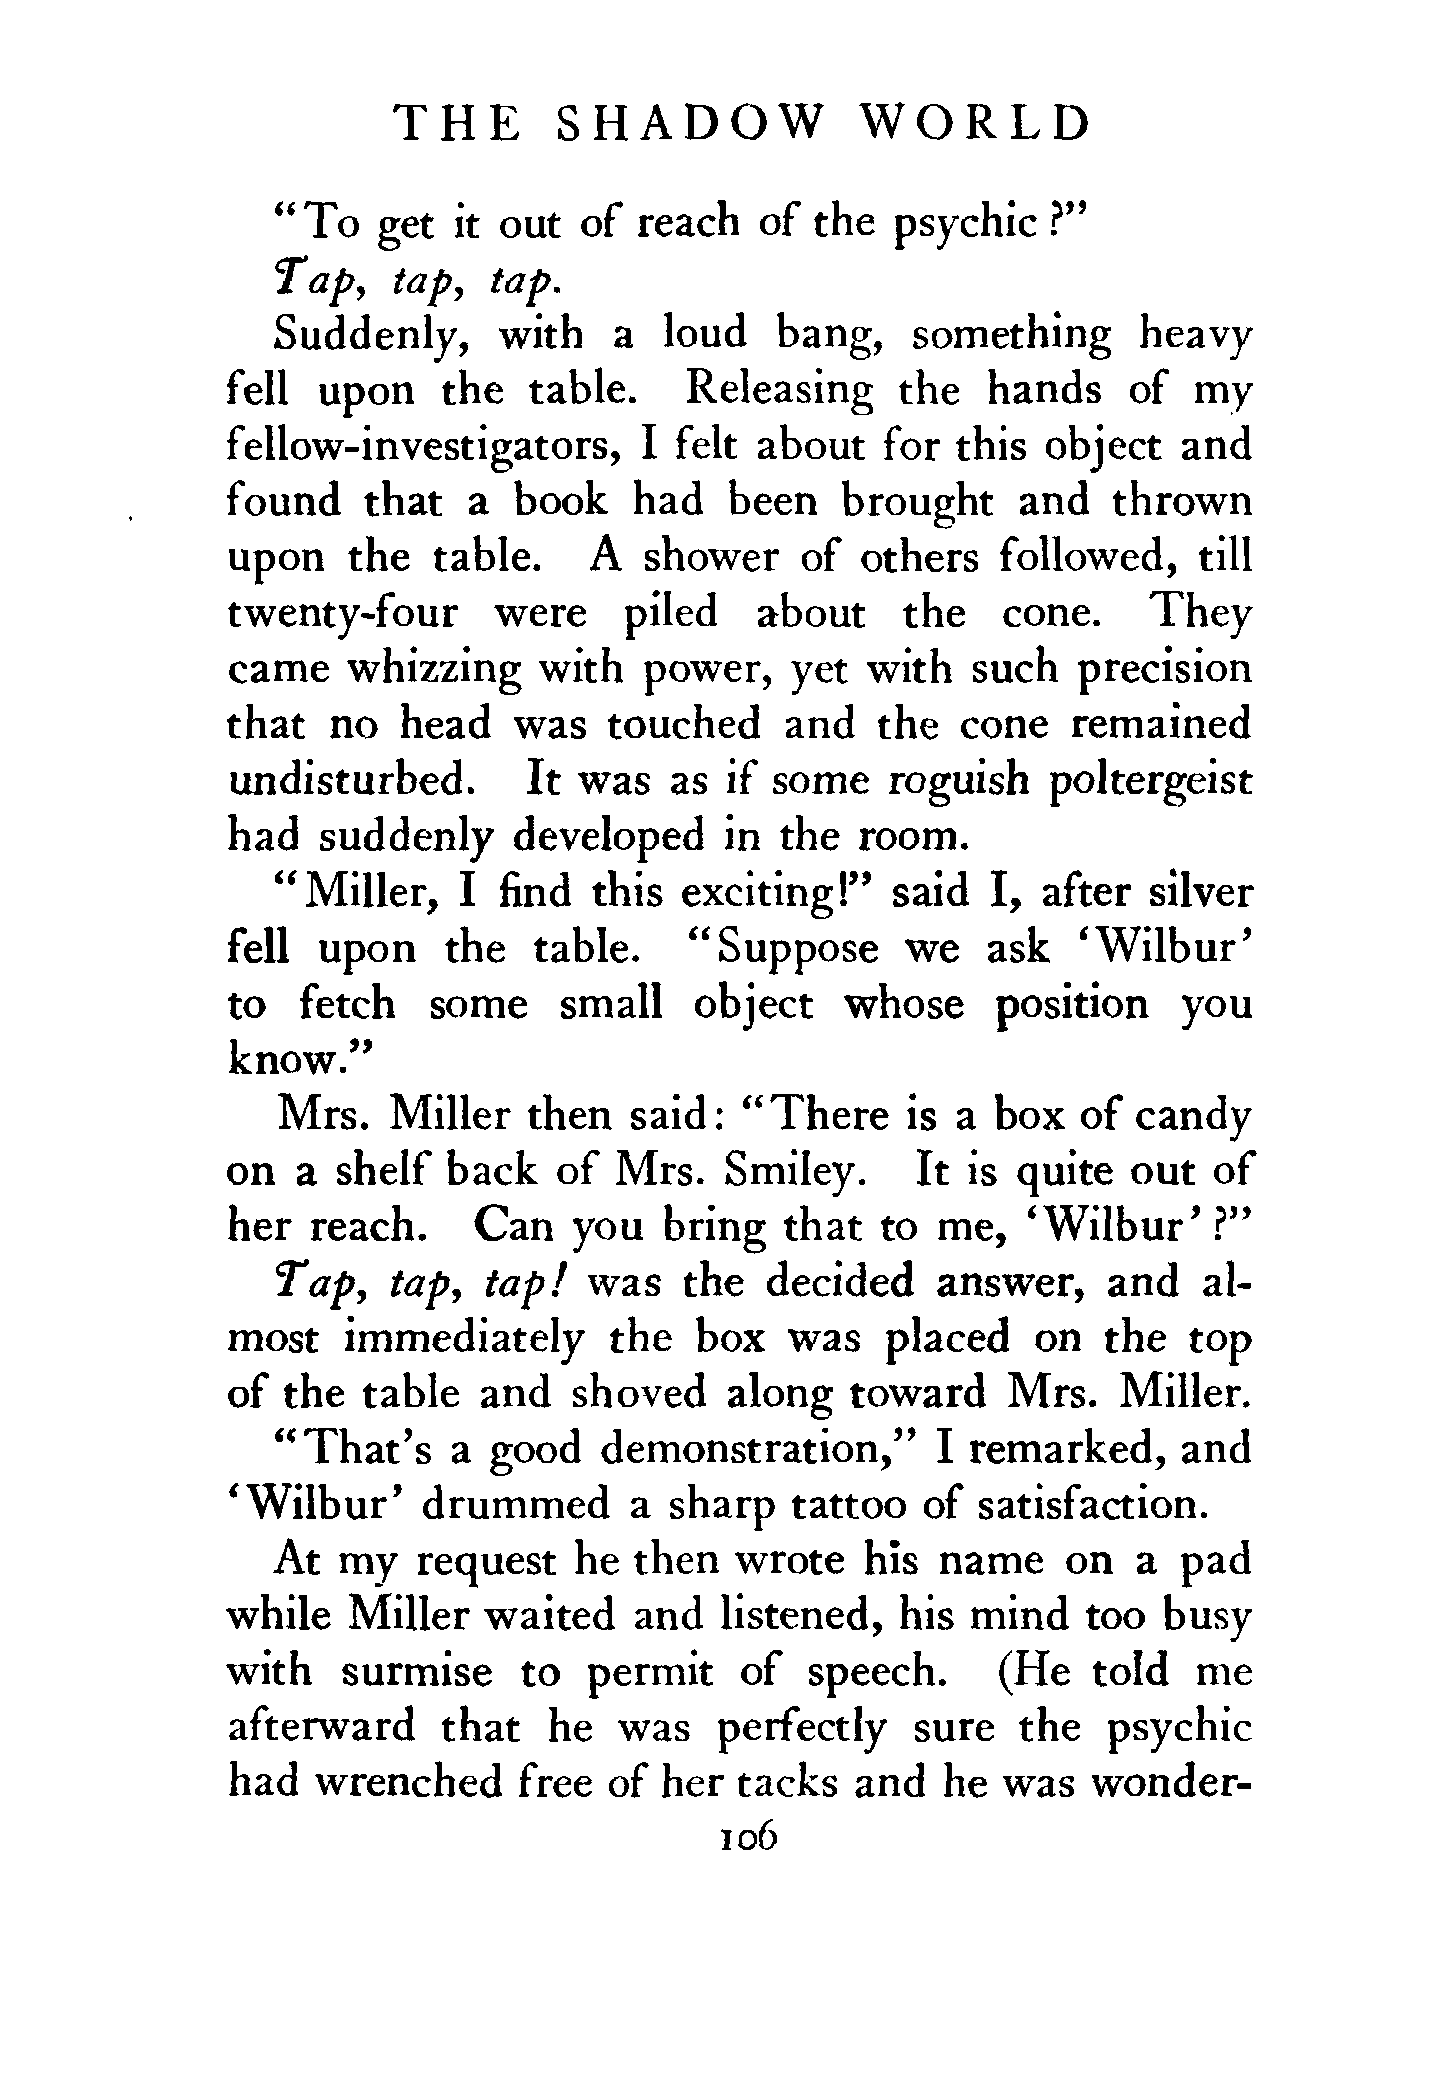 THE SHADOW WORLD
"To get it out of reach of the psychic?"
Tap, tap, tap.
Suddenly, with a loud bang, something heavy
fell upon the table. Releasing the hands of my
fellow-investigators, I felt about for this object and
found that a book had been brought and thrown
upon the table. A shower of others followed, till
twenty-four were piled about the cone. They
came whizzing with power, yet with such precision
that no head was touched and the cone remained
undisturbed. It was as if some roguish poltergeist
had suddenly developed in the room.
"Miller, I find this exciting!" said I, after silver
fell upon the table. "Suppose we ask 'Wilbur'
to fetch some small object whose position you
know."
Mrs. Miller then said: "There is a box of candy
on a shelf back of Mrs. Smiley. It is quite out of
her reach. Can you bring that to me, 'Wilbur'?"
Tap, tap, tap! was the decided answer, and al-
most immediately the box was placed on the top
of the table and shoved along toward Mrs. Miller.
"That's a good demonstration," I remarked, and
'Wilbur' drummed a sharp tattoo of satisfaction.
At my request he then wrote his name on a pad
while Miller waited and listened, his mind too busy
with surmise to permit of speech. (He told me
afterward that he was perfectly sure the psychic
had wrenched free of her tacks and he was wonder-
106